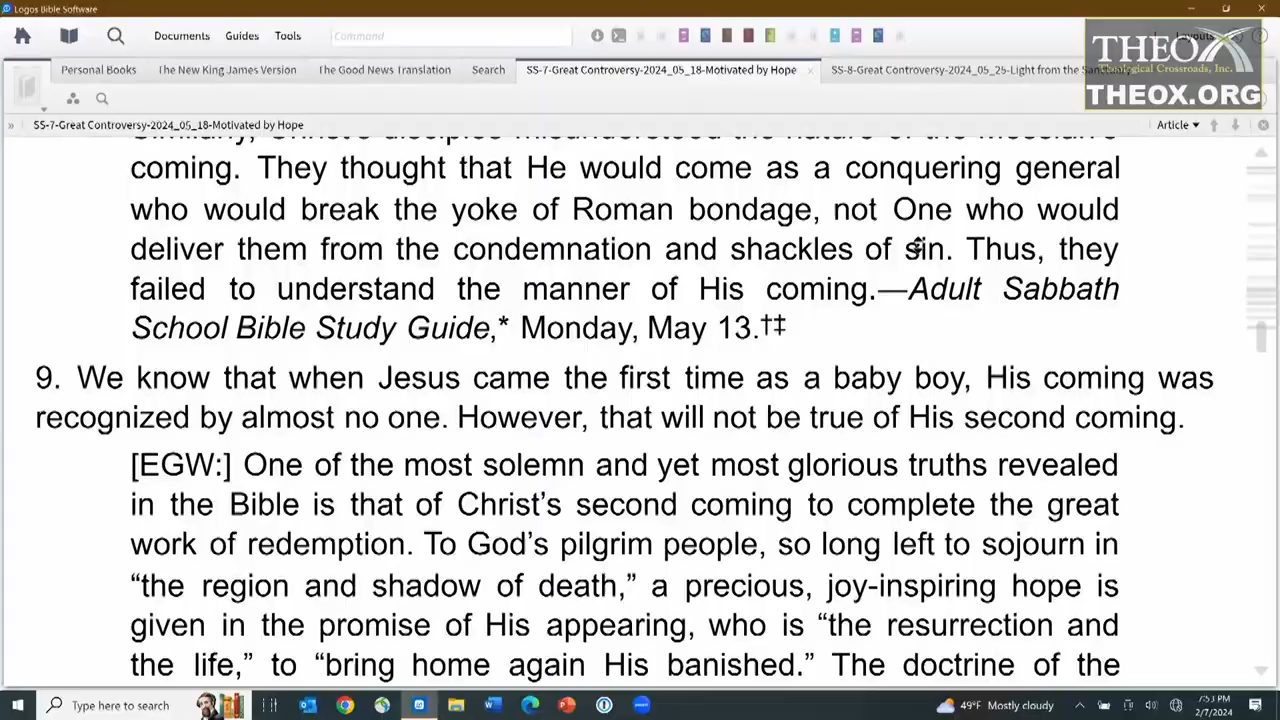 Logos Bible Software
Documents Guides Tools Command
THEOX
Theological Crossroads, Inc.
THEOX.ORG
Personal Books The New King James Version The Good News Translation Search SS-7-Great Controversy-2024_05_18-Motivated by Hope SS-8-Great Controversy-2024_05_25-Light from the
SS-7-Great Controversy-2024_05_18-Motivated by Hope Article
coming. They thought that He would come as a conquering general
who would break the yoke of Roman bondage, not One who would
deliver them from the condemnation and shackles of sin. Thus, they
failed to understand the manner of His coming.—Adult Sabbath
School Bible Study Guide,* Monday, May 13.†‡
9. We know that when Jesus came the first time as a baby boy, His coming was
recognized by almost no one. However, that will not be true of His second coming.
[EGW:] One of the most solemn and yet most glorious truths revealed
in the Bible is that of Christ’s second coming to complete the great
work of redemption. To God’s pilgrim people, so long left to sojourn in
“the region and shadow of death,” a precious, joy-inspiring hope is
given in the promise of His appearing, who is “the resurrection and
the life,” to “bring home again His banished.” The doctrine of the
Type here to search 49°F Mostly cloudy 7:53 PM
2/7/2024